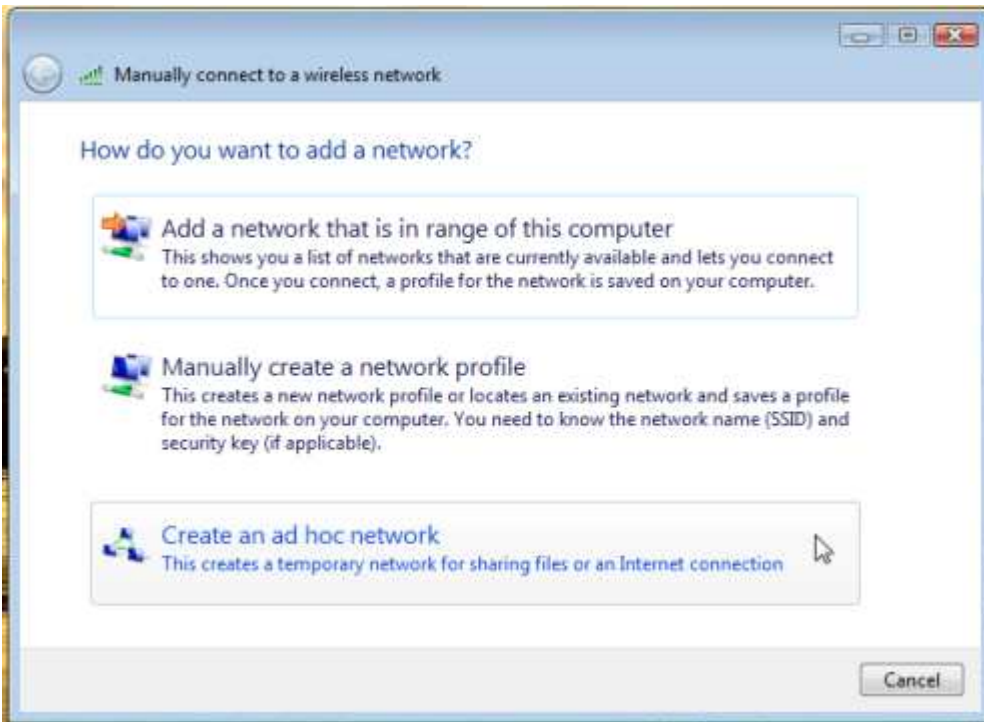 Manually connect to a wireless network
How do you want to add a network?
Add a network that is in range of this computer
This shows you a list of networks that are currently available and lets you connect
to one. Once you connect, a profile for the network is saved on your computer.
Manually create a network profile
This creates a new network profile or locates an existing network and saves a profile
for the network on your computer. You need to know the network name (SSID) and
security key (if applicable).
Create an ad hoc network
This creates a temporary network for sharing files or an Internet connection
Cancel